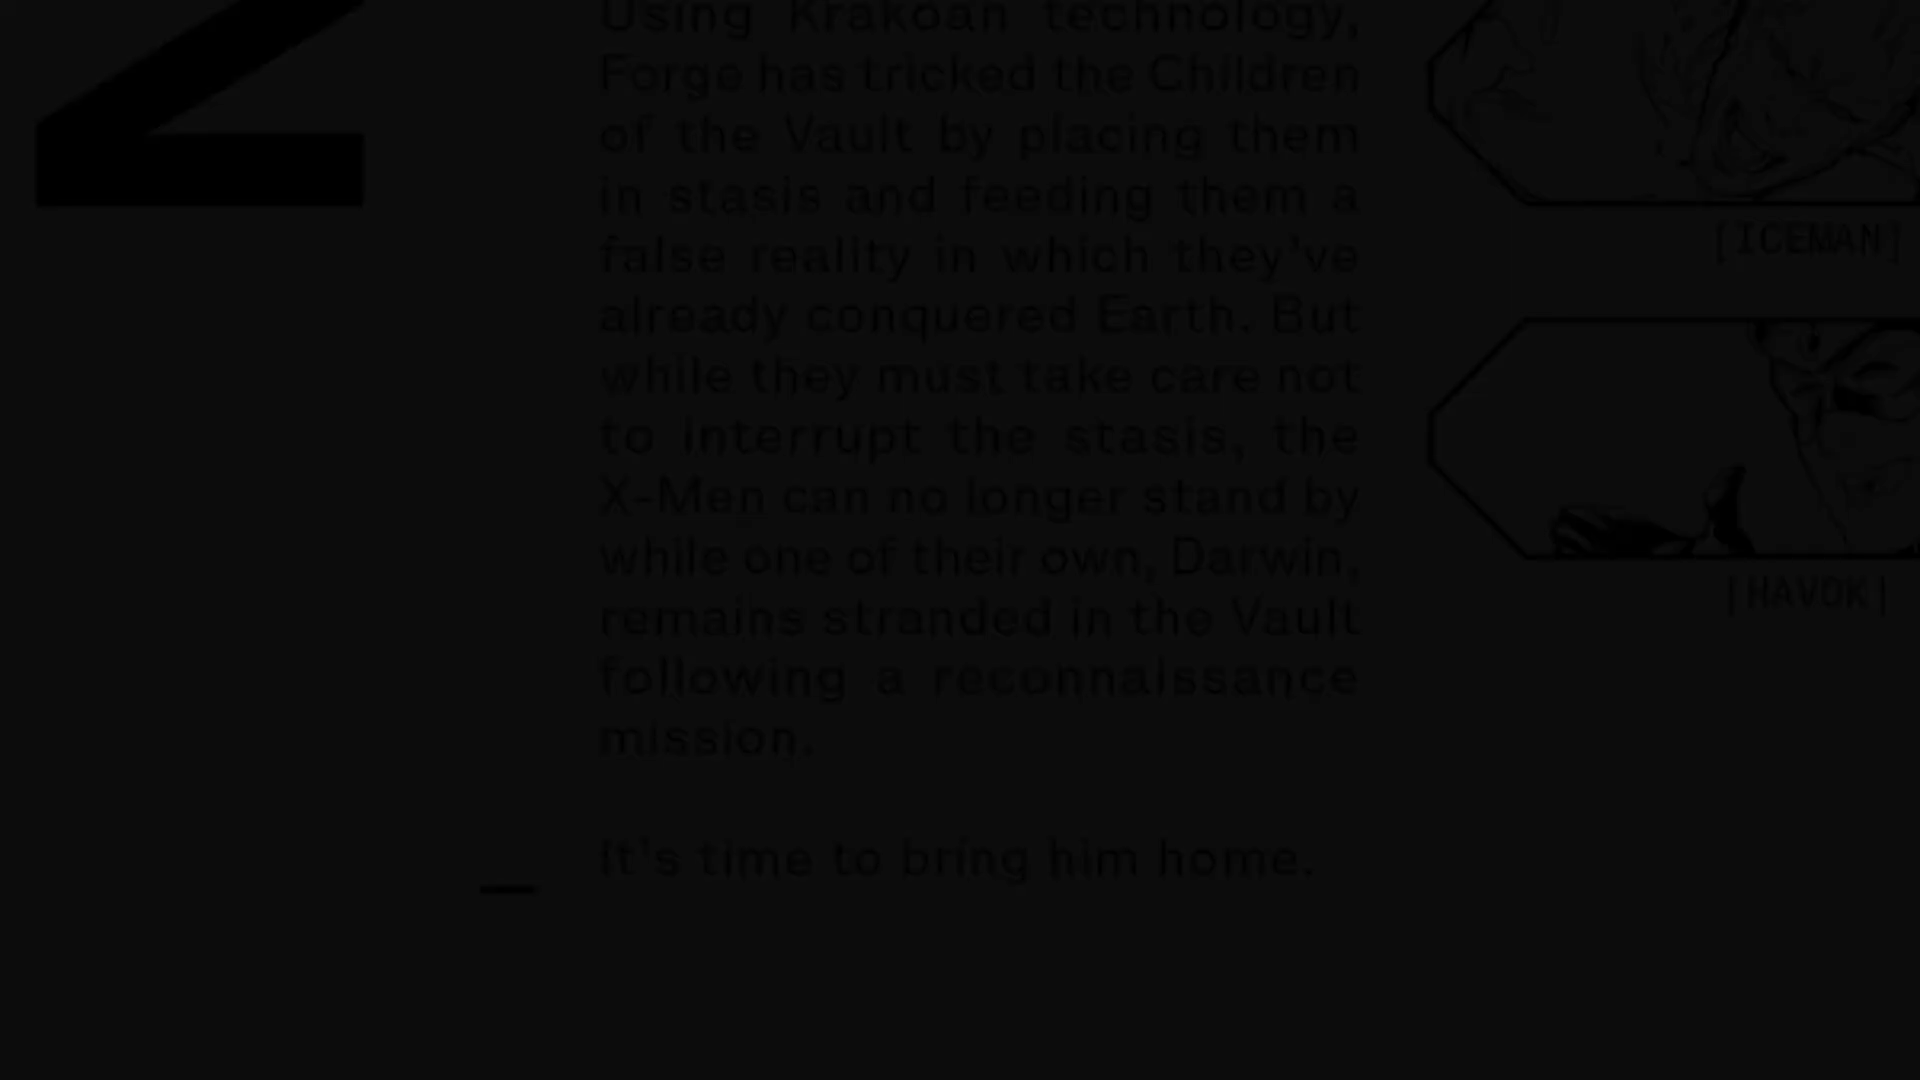 Using Krakoan technology,
Forge has tricked the Children
of the Vault by placing them
in stasis and feeding them a
false reality in which they've
already conquered Earth. But
while they must take care not
to interrupt the stasis, the
X-Men can no longer stand by
while one of their own, Darwin,
remains stranded in the Vault
following a reconnaissance
mission.
It's time to bring him home.
[ICEMAN]
[HAVOK]